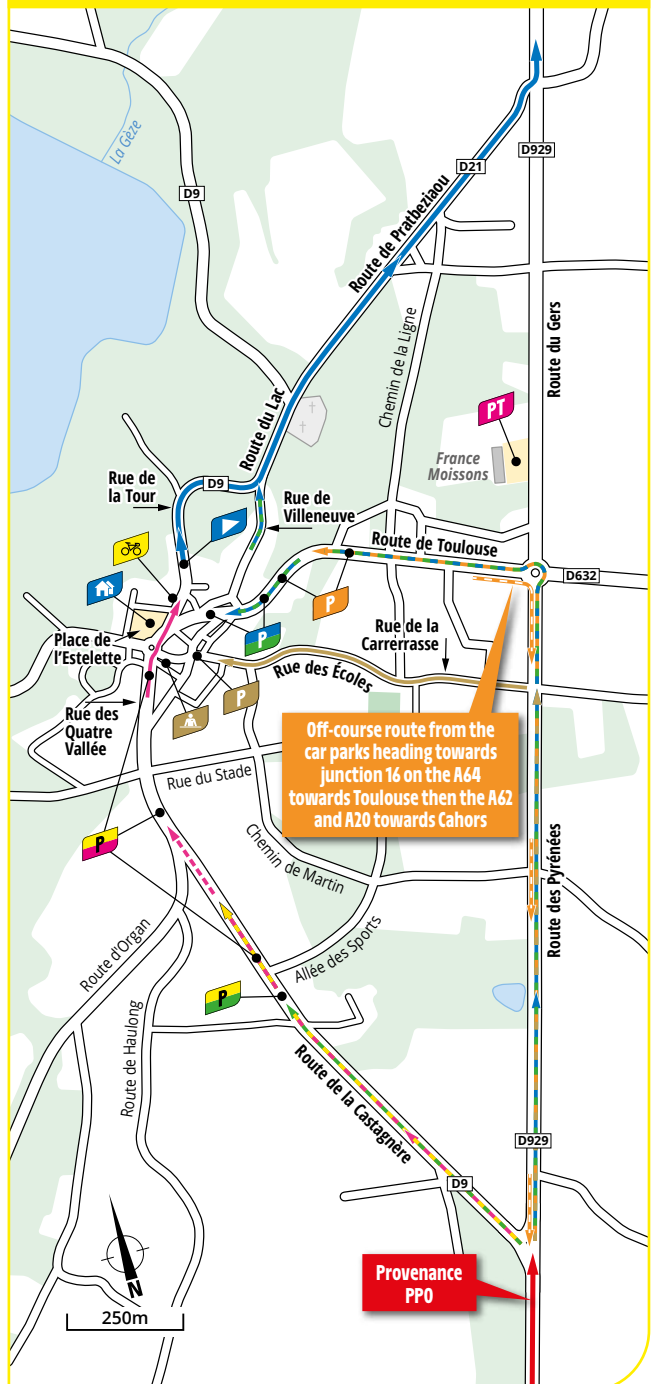 La Gèze
D9
D929
D21
Route de Pratbeziaou
Route du Gers
Chemin de la Ligne
PT
France
Moissons
Route du Lac
Rue de
la Tour
D9
Rue de
Villeneuve
Route de Toulouse
D632
P
P
Place de
l'Estelette
Rue de la
Carrerrasse
Rue des Écoles
P
Rue des
Quatre
Vallée
Off-course route from the
car parks heading towards
junction 16 on the A64
towards Toulouse then the A62
and A20 towards Cahors
Rue du Stade
P
Chemin de Martin
Route des Pyrénées
Allée des Sports
Route d'Organ
P
Route de Haulong
Route de la Castagnère
D929
D9
Provenance
PPO
N
250m